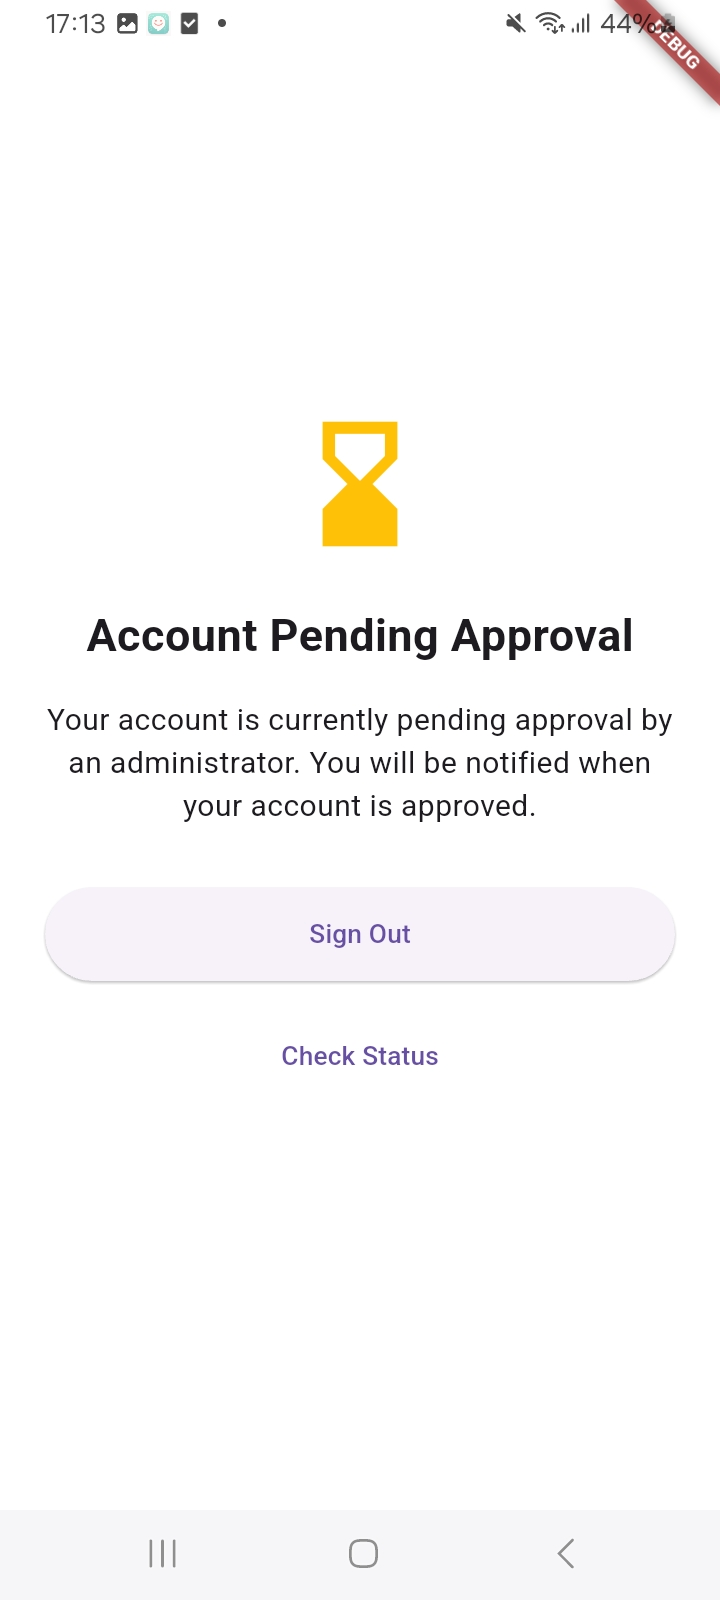 17:13 44%
DEBUG
Account Pending Approval
Your account is currently pending approval by
an administrator. You will be notified when
your account is approved.
Sign Out
Check Status